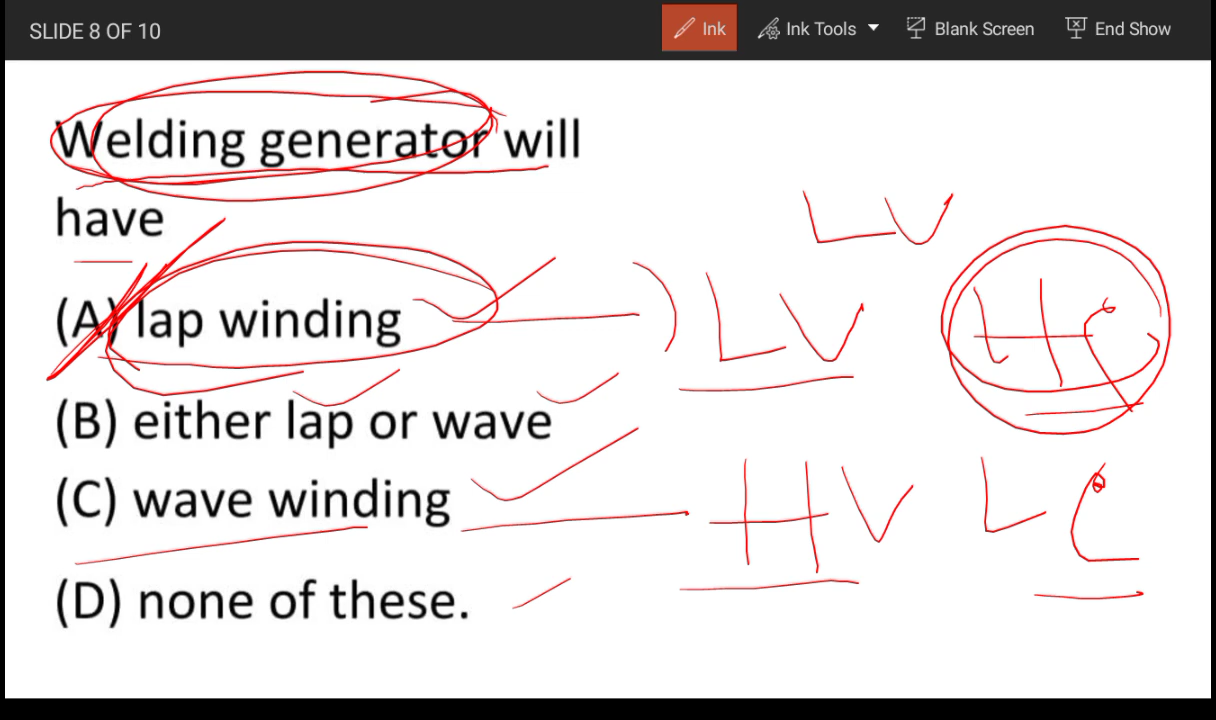 SLIDE 8 OF 10
Ink
Ink Tools
Blank Screen
End Show
Welding generator will
have
LV
(A) lap winding
LV HC
(B) either lap or wave
(C) wave winding
HV LC
(D) none of these.